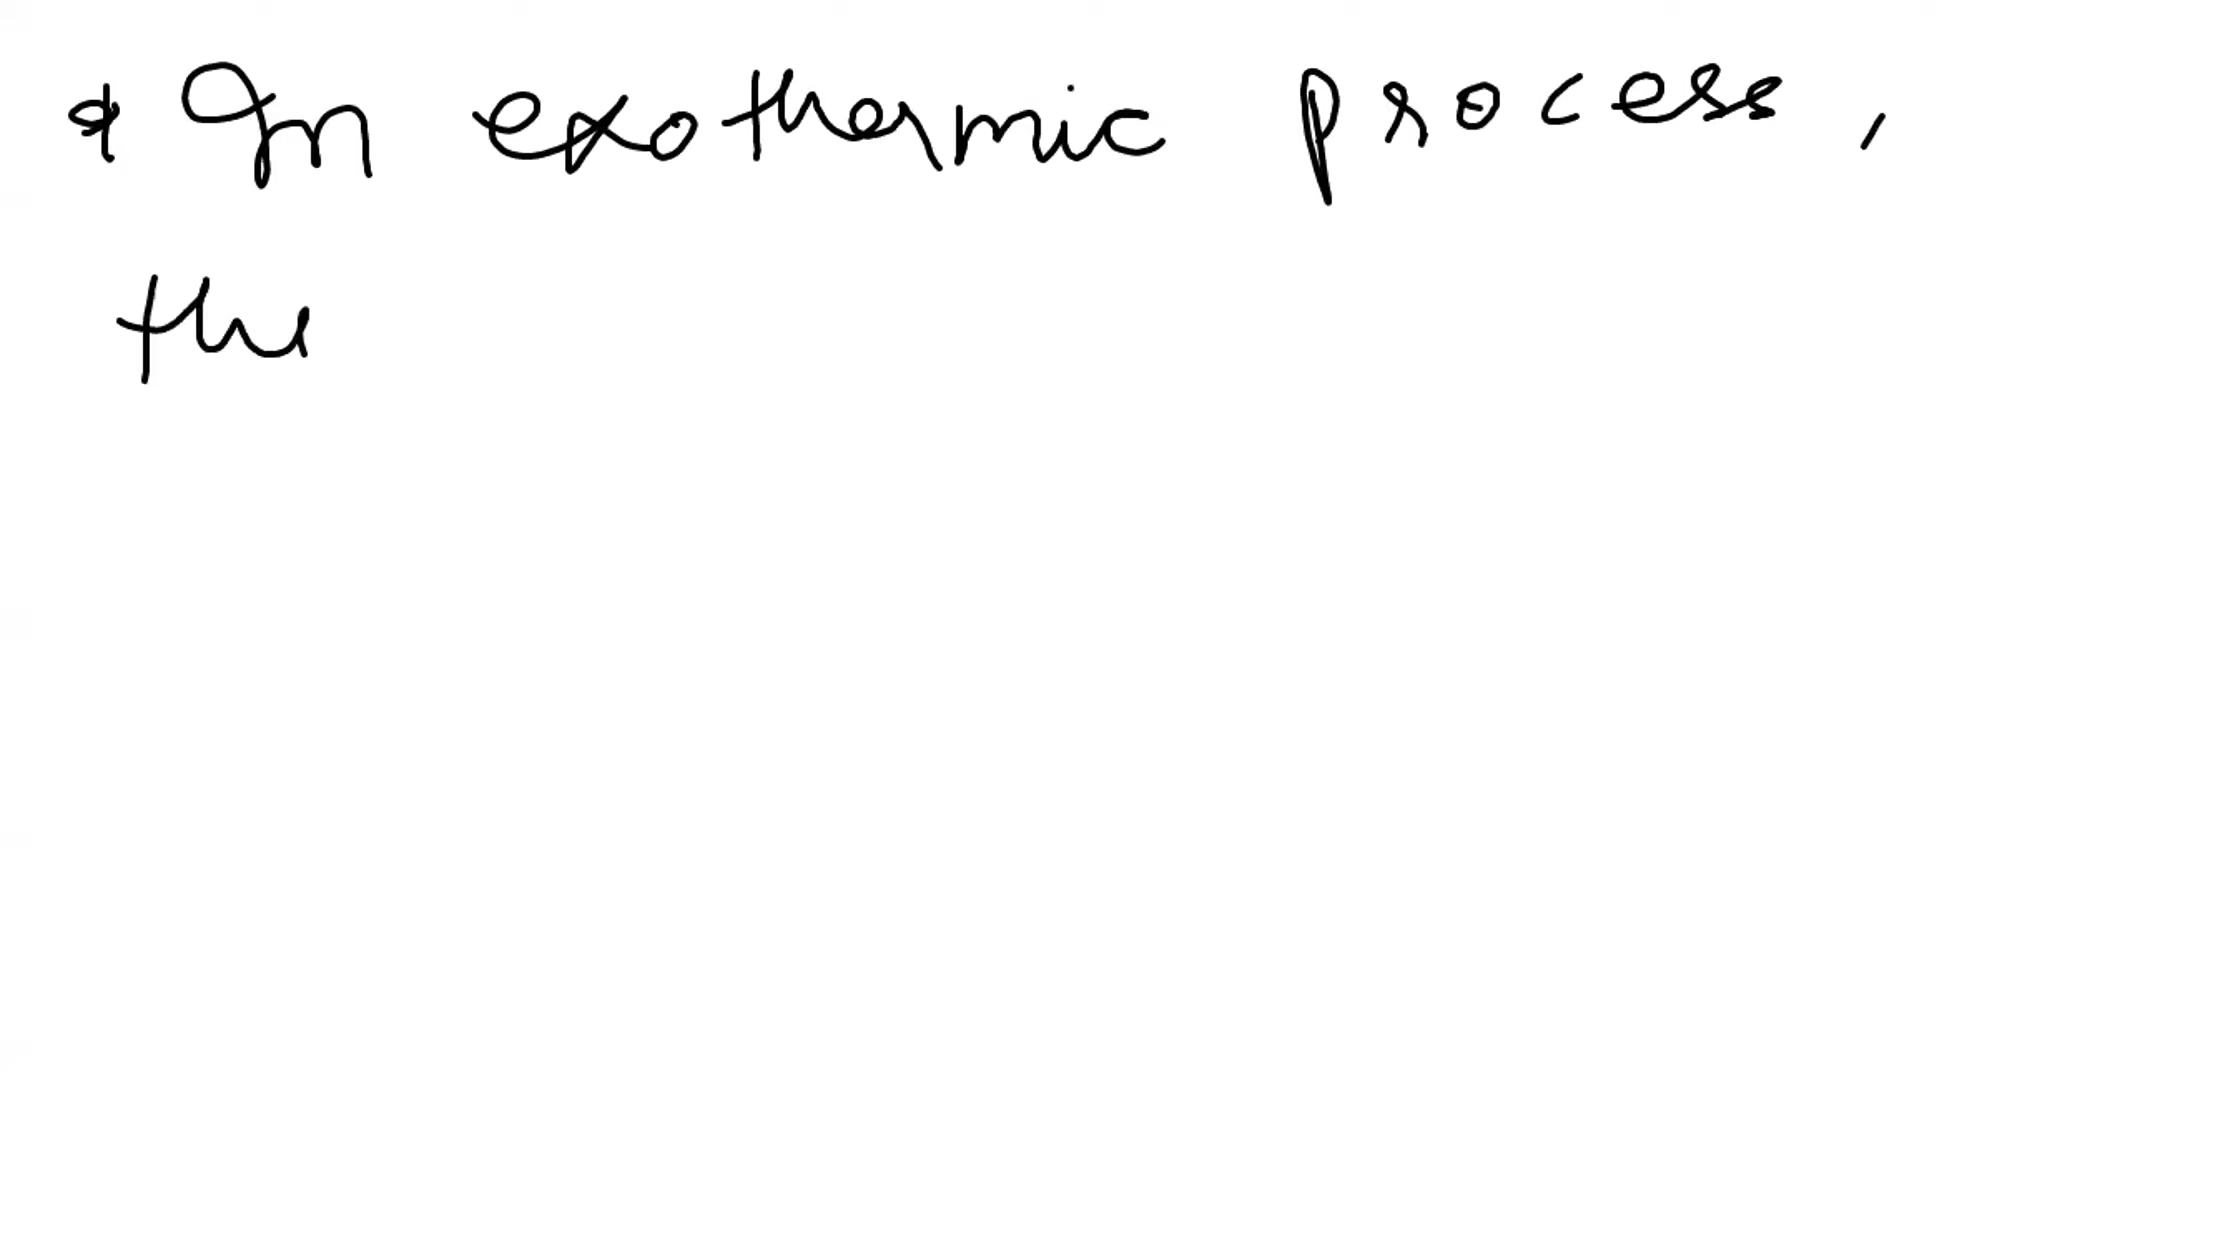 * In exothermic process,
the